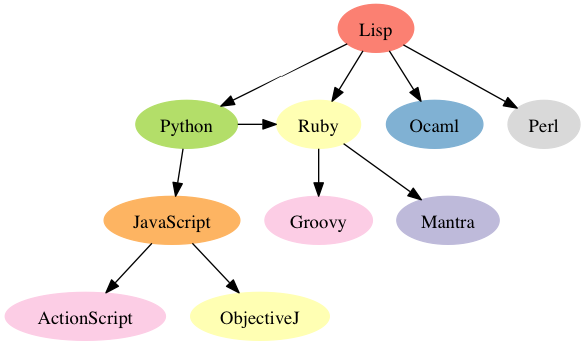 Lisp
Python
Ruby
Ocaml
Perl
JavaScript
Groovy
Mantra
ActionScript
ObjectiveJ